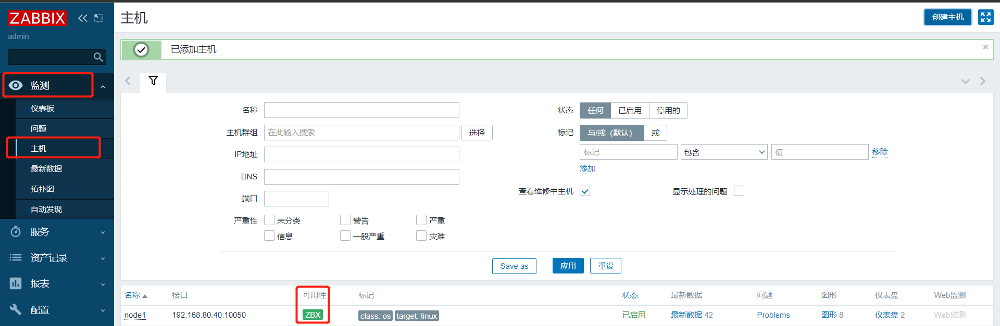 ZABBIX
admin
监测
仪表板
问题
主机
最新数据
拓扑图
自动发现
服务
资产记录
报表
配置
主机
创建主机
已添加主机
名称
状态 任何 已启用 停用的
主机群组 在此输入搜索 选择
标记 与/或（默认） 或
IP地址
标记 包含 值 移除
添加
DNS
查看维修中主机 显示处理的问题
端口
严重性 未分类 警告 严重
信息 一般严重 灾难
Save as 应用 重设
名称 接口 可用性 标记 状态 最新数据 问题 图形 仪表盘 Web监测
node1 192.168.80.40:10050 ZBX class: os target: linux 已启用 最新数据 42 Problems 图形 8 仪表盘 2 Web监测